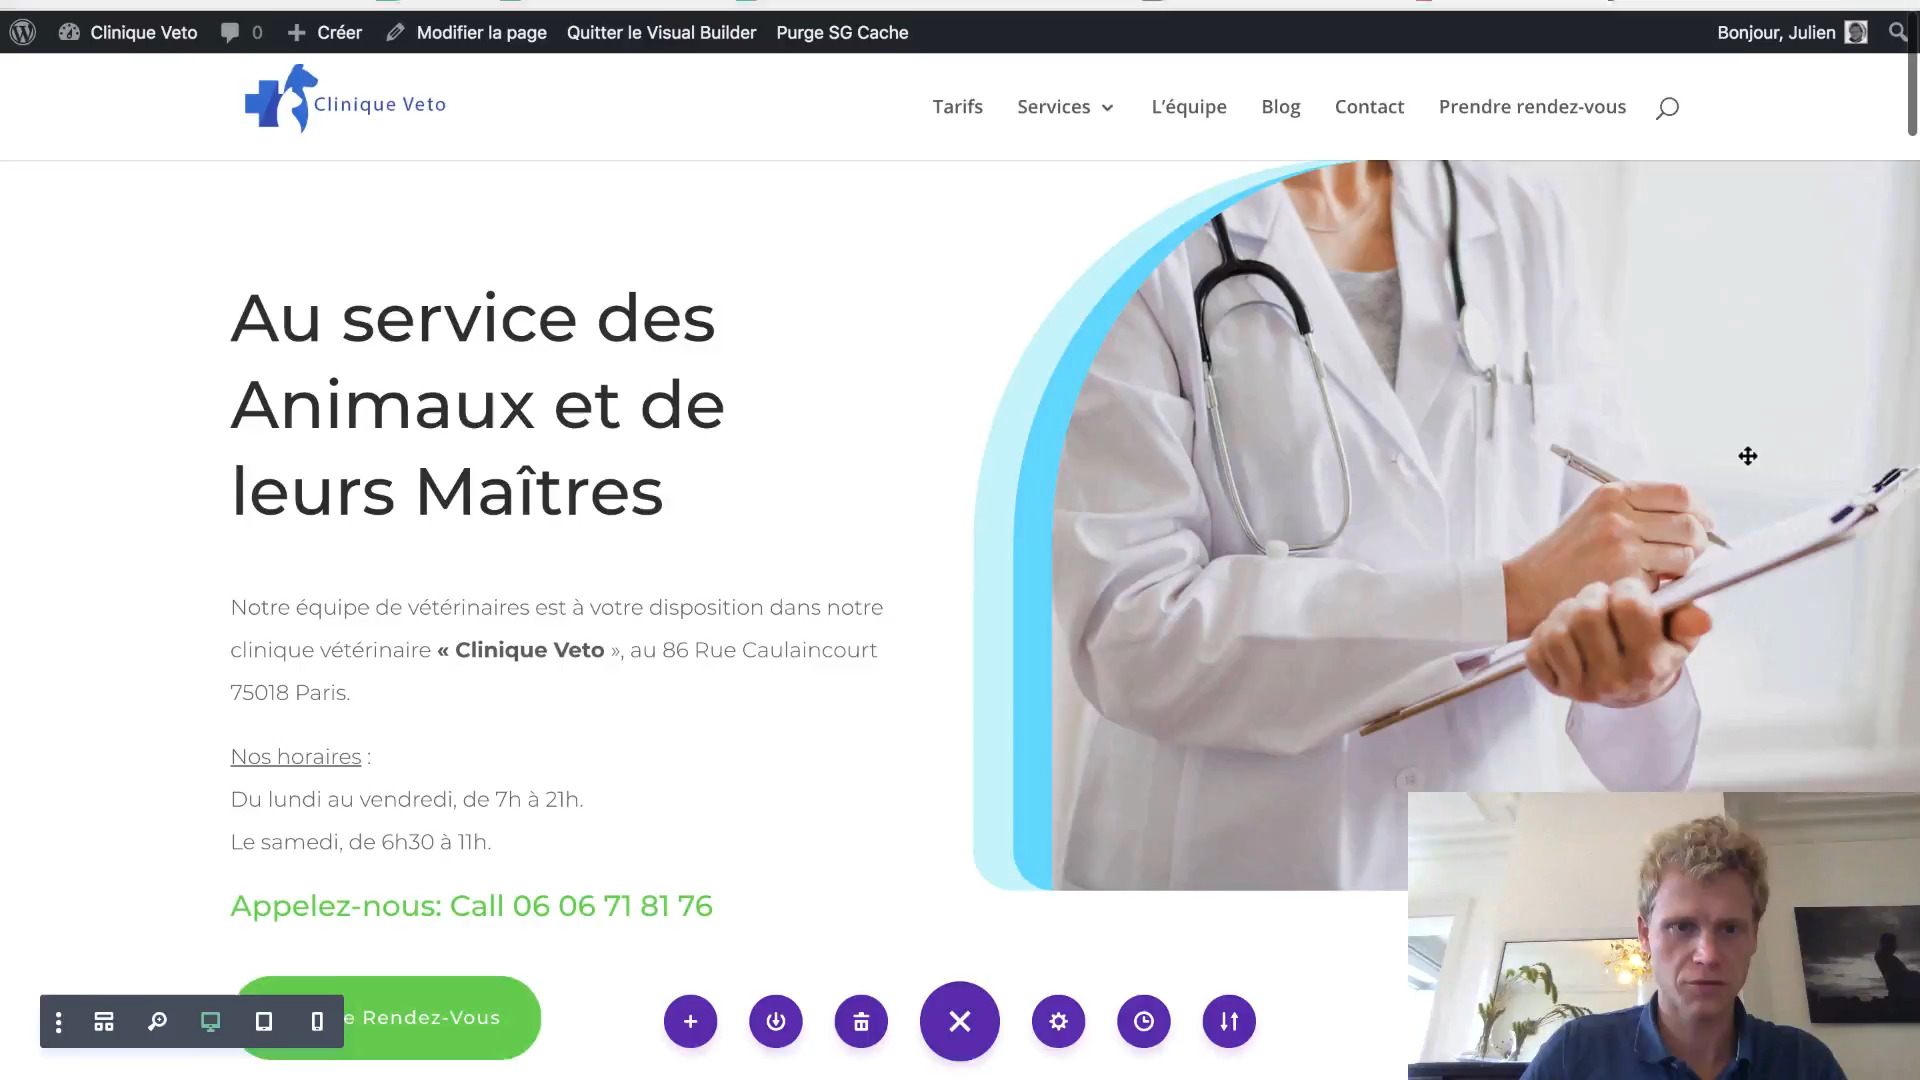 Clinique Veto 0 Créer Modifier la page Quitter le Visual Builder Purge SG Cache Bonjour, Julien
Clinique Veto
Tarifs Services L'équipe Blog Contact Prendre rendez-vous
Au service des
Animaux et de
leurs Maîtres
Notre équipe de vétérinaires est à votre disposition dans notre
clinique vétérinaire « Clinique Veto », au 86 Rue Caulaincourt
75018 Paris.
Nos horaires :
Du lundi au vendredi, de 7h à 21h.
Le samedi, de 6h30 à 11h.
Appelez-nous: Call 06 06 71 81 76
e Rendez-Vous